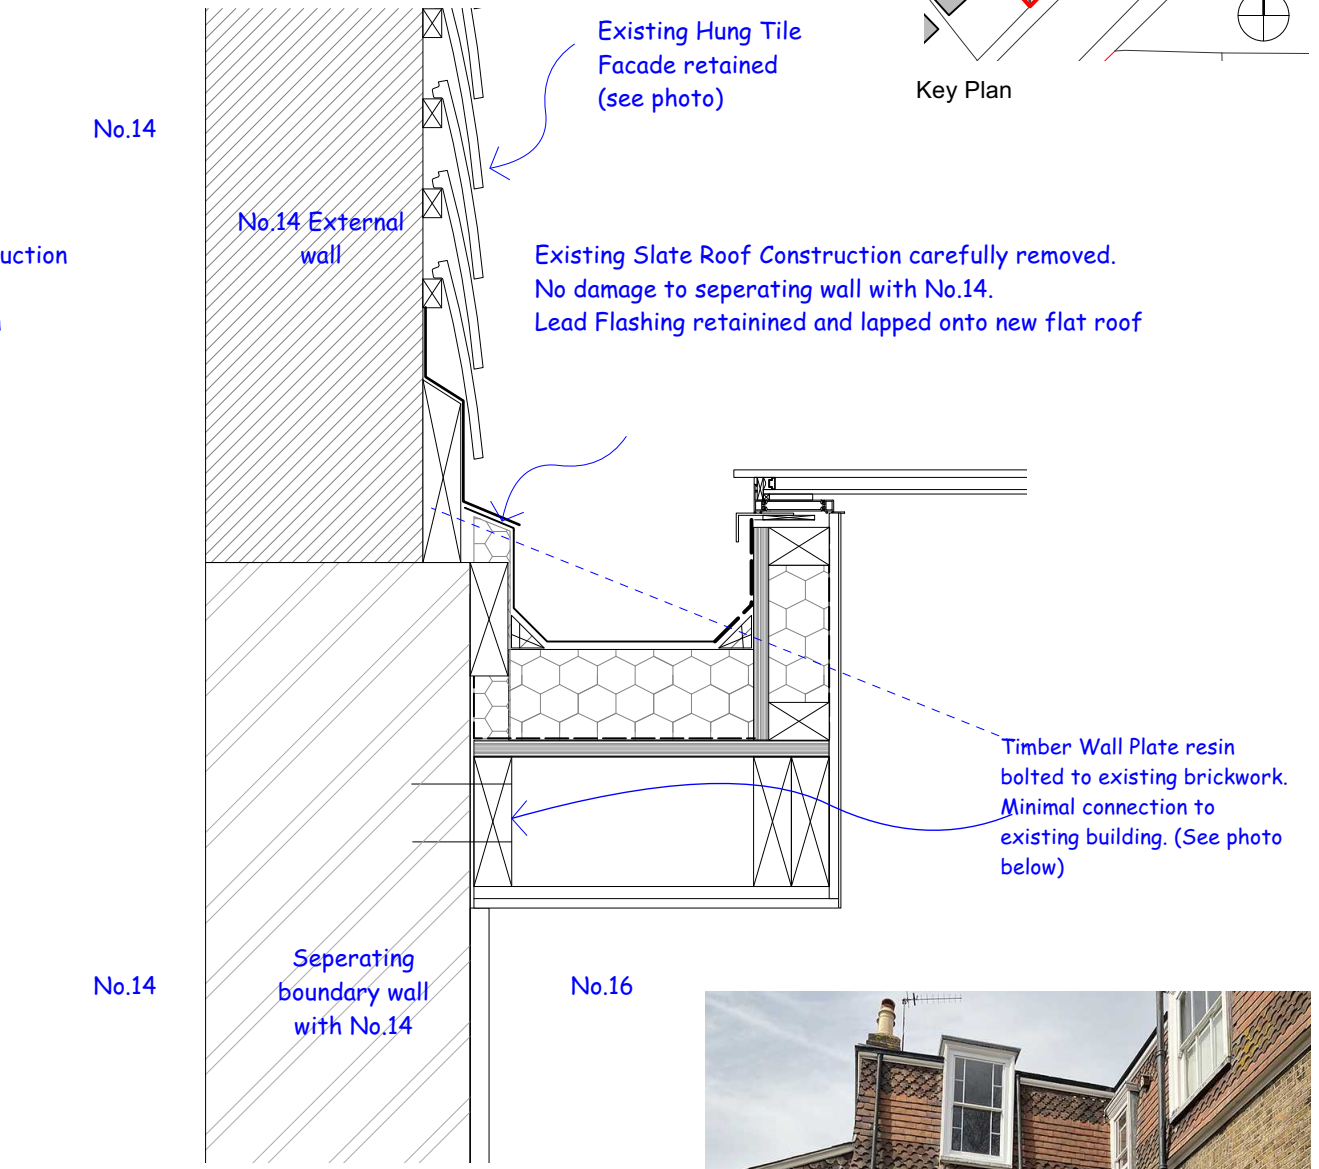 Existing Hung Tile
Facade retained
(see photo)
Key Plan
No.14
No.14 External
wall
uction
Existing Slate Roof Construction carefully removed.
No damage to seperating wall with No.14.
Lead Flashing retainined and lapped onto new flat roof
Timber Wall Plate resin
bolted to existing brickwork.
Minimal connection to
existing building. (See photo
below)
Seperating
boundary wall
with No.14
No.14
No.16